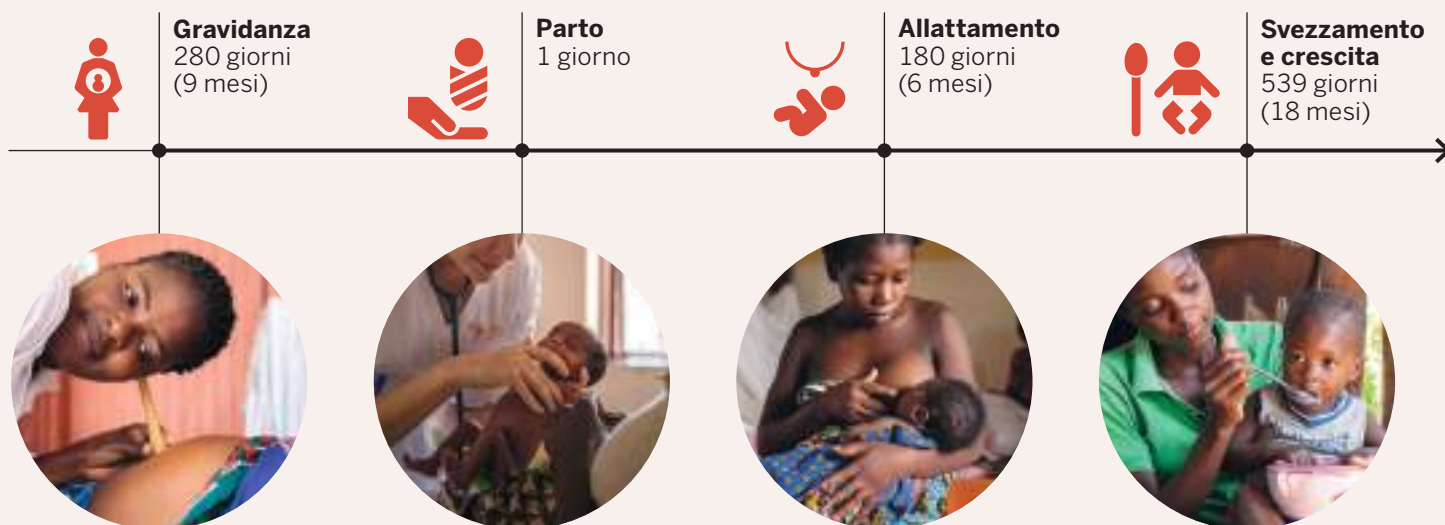 Gravidanza
280 giorni
(9 mesi)
Parto
1 giorno
Allattamento
180 giorni
(6 mesi)
Svezzamento
e crescita
539 giorni
(18 mesi)